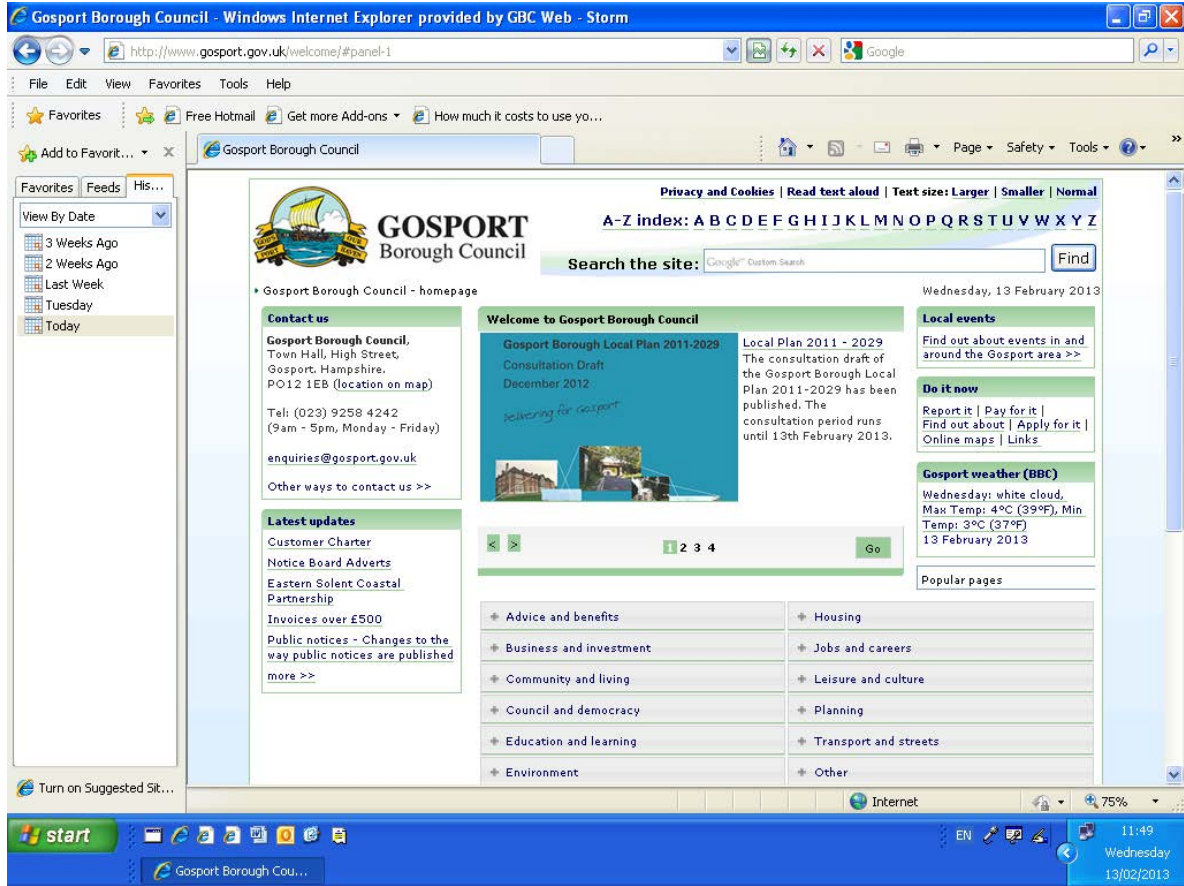 Gosport Borough Council - Windows Internet Explorer provided by GBC Web - Storm
http://www.gosport.gov.uk/welcome/#panel-1
Google
File Edit View Favorites Tools Help
Favorites Free Hotmail Get more Add-ons How much it costs to use yo...
Add to Favorit... X
Gosport Borough Council
Page Safety Tools
Favorites Feeds His...
View By Date
3 Weeks Ago
2 Weeks Ago
Last Week
Tuesday
Today
Turn on Suggested Sit...
GOD'S PORT OUR HAVEN
GOSPORT
Borough Council
Privacy and Cookies | Read text aloud | Text size: Larger | Smaller | Normal
A-Z index: A B C D E F G H I J K L M N O P Q R S T U V W X Y Z
Search the site: Google™ Custom Search Find
Gosport Borough Council - homepage
Wednesday, 13 February 2013
Contact us
Gosport Borough Council,
Town Hall, High Street,
Gosport. Hampshire.
PO12 1EB (location on map)
Tel: (023) 9258 4242
(9am - 5pm, Monday - Friday)
enquiries@gosport.gov.uk
Other ways to contact us >>
Latest updates
Customer Charter
Notice Board Adverts
Eastern Solent Coastal
Partnership
Invoices over £500
Public notices - Changes to the
way public notices are published
more >>
Welcome to Gosport Borough Council
Gosport Borough Local Plan 2011-2029
Consultation Draft
December 2012
delivering for Gosport
Local Plan 2011 - 2029
The consultation draft of
the Gosport Borough Local
Plan 2011-2029 has been
published. The
consultation period runs
until 13th February 2013.
< > 1 2 3 4 Go
Advice and benefits
Business and investment
Community and living
Council and democracy
Education and learning
Environment
Housing
Jobs and careers
Leisure and culture
Planning
Transport and streets
Other
Local events
Find out about events in and
around the Gosport area >>
Do it now
Report it | Pay for it |
Find out about | Apply for it |
Online maps | Links
Gosport weather (BBC)
Wednesday: white cloud,
Max Temp: 4°C (39°F), Min
Temp: 3°C (37°F)
13 February 2013
Popular pages
Internet
75%
start
EN
11:49
Wednesday
13/02/2013
Gosport Borough Cou...